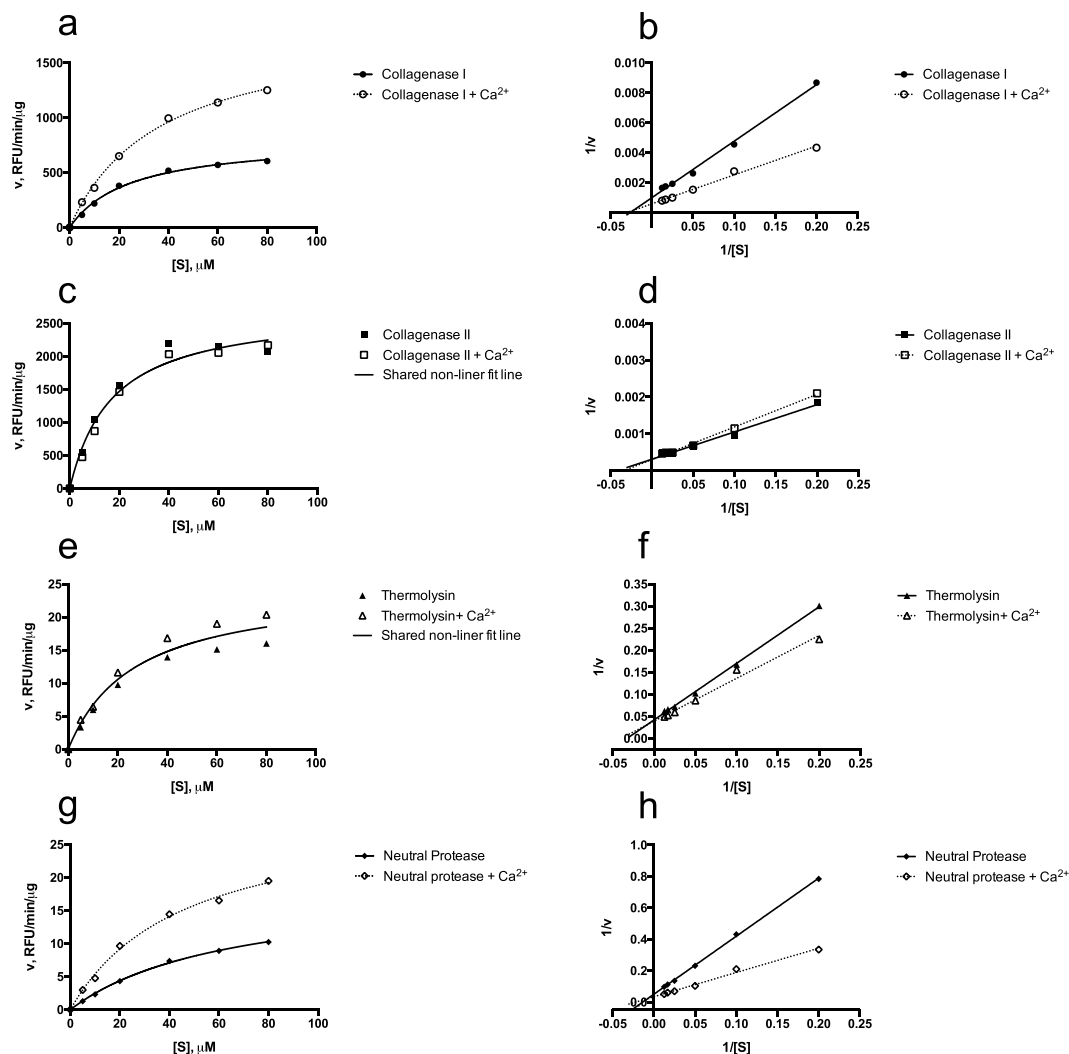 a
1500
1000
500
0
0 20 40 60 80 100
v, RFU/min/μg
[S], μM
Collagenase I
Collagenase I + Ca2+
b
0.010
0.008
0.006
0.004
0.002
-0.05 0.05 0.10 0.15 0.20 0.25
1/v
1/[S]
Collagenase I
Collagenase I + Ca2+
c
2500
2000
1500
1000
500
0
0 20 40 60 80 100
v, RFU/min/μg
[S], μM
Collagenase II
Collagenase II + Ca2+
Shared non-liner fit line
d
0.004
0.003
0.002
0.001
-0.05 0.05 0.10 0.15 0.20 0.25
1/v
1/[S]
Collagenase II
Collagenase II + Ca2+
e
25
20
15
10
5
0
0 20 40 60 80 100
v, RFU/min/μg
[S], μM
Thermolysin
Thermolysin+ Ca2+
Shared non-liner fit line
f
0.35
0.30
0.25
0.20
0.15
0.10
0.05
0.00
-0.05 0.00 0.05 0.10 0.15 0.20 0.25
1/v
1/[S]
Thermolysin
Thermolysin+ Ca2+
g
25
20
15
10
5
0
0 20 40 60 80 100
v, RFU/min/μg
[S], μM
Neutral Protease
Neutral protease + Ca2+
h
1.0
0.8
0.6
0.4
0.2
0.0
-0.05 0.00 0.05 0.10 0.15 0.20 0.25
1/v
1/[S]
Neutral Protease
Neutral protease + Ca2+